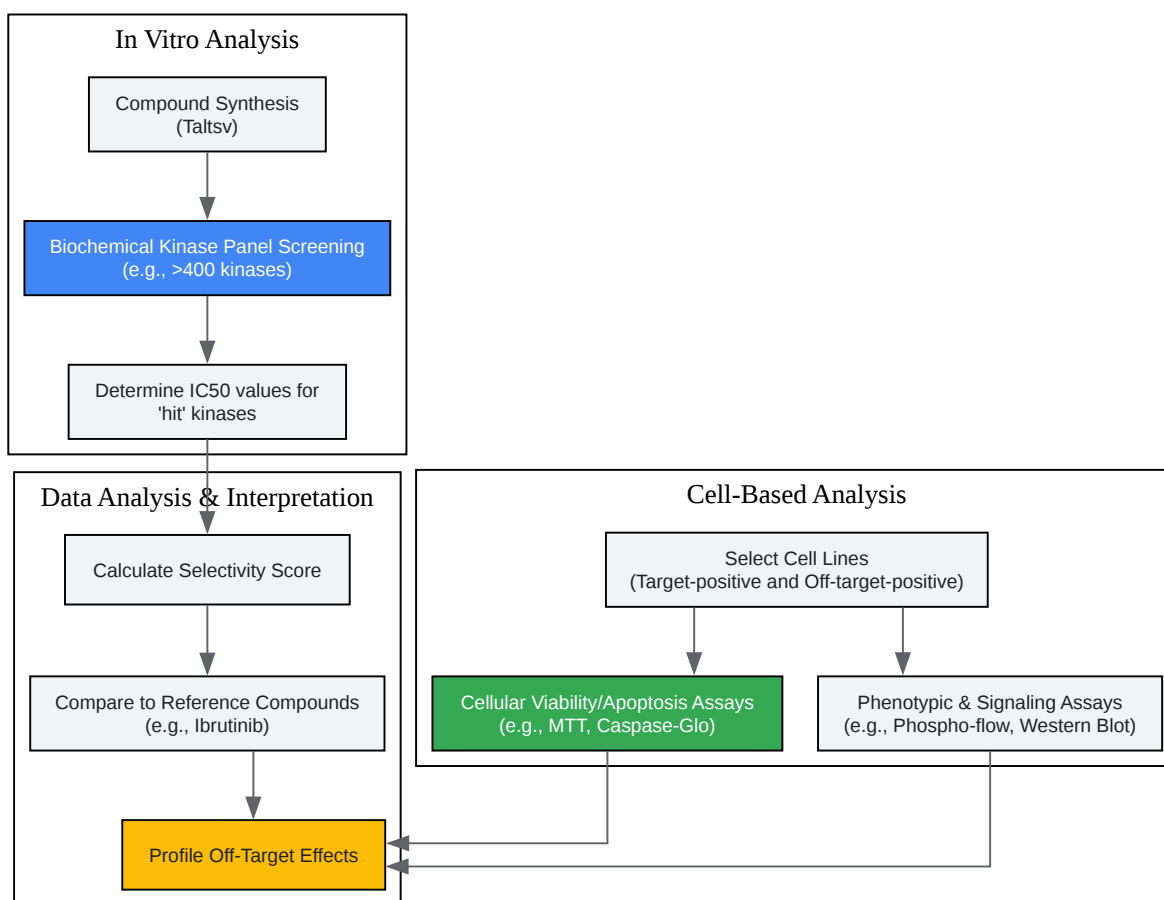 In Vitro Analysis
Compound Synthesis
(Taltsv)
Biochemical Kinase Panel Screening
(e.g., >400 kinases)
Determine IC50 values for
'hit' kinases
Data Analysis & Interpretation
Calculate Selectivity Score
Compare to Reference Compounds
(e.g., Ibrutinib)
Profile Off-Target Effects
Cell-Based Analysis
Select Cell Lines
(Target-positive and Off-target-positive)
Cellular Viability/Apoptosis Assays
(e.g., MTT, Caspase-Glo)
Phenotypic & Signaling Assays
(e.g., Phospho-flow, Western Blot)